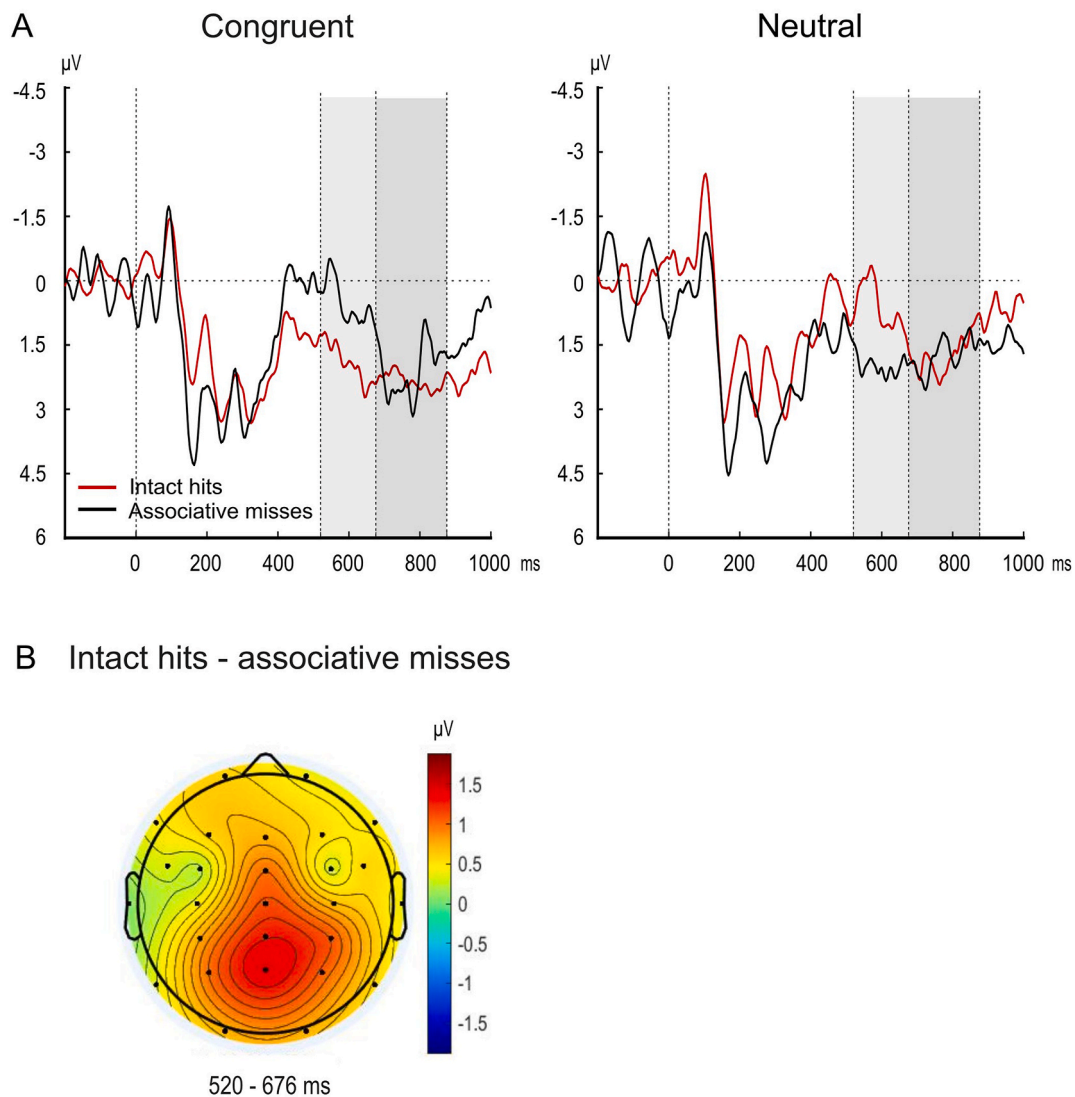 A Congruent Neutral
µV µV
-4.5 -4.5
-3 -3
-1.5 -1.5
0 0
1.5 1.5
3 3
4.5 4.5
Intact hits
Associative misses
6 6
0 200 400 600 800 1000 ms 0 200 400 600 800 1000 ms
B Intact hits - associative misses
µV
1.5
1
0.5
0
-0.5
-1
-1.5
520 - 676 ms